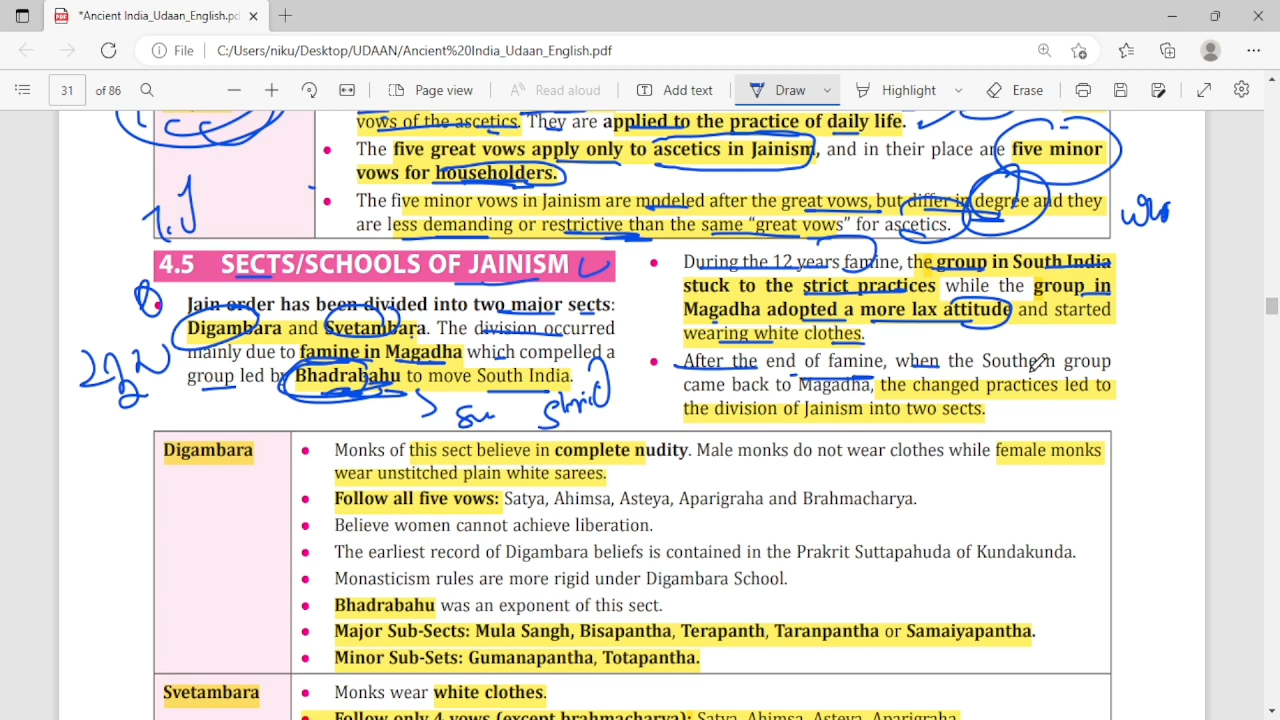 *Ancient India_Udaan_English.pdf
File
C:/Users/niku/Desktop/UDAAN/Ancient%20India_Udaan_English.pdf
31 of 86
Page view
Read aloud
Add text
Draw
Highlight
Erase
vows of the ascetics. They are applied to the practice of daily life.
The five great vows apply only to ascetics in Jainism, and in their place are five minor
vows for householders.
The five minor vows in Jainism are modeled after the great vows, but differ in degree and they
are less demanding or restrictive than the same “great vows” for ascetics.
4.5 SECTS/SCHOOLS OF JAINISM
Jain order has been divided into two major sects:
Digambara and Svetambara. The division occurred
mainly due to famine in Magadha which compelled a
group led by Bhadrabahu to move South India.
During the 12 years famine, the group in South India
stuck to the strict practices while the group in
Magadha adopted a more lax attitude and started
wearing white clothes.
After the end of famine, when the Southern group
came back to Magadha, the changed practices led to
the division of Jainism into two sects.
Digambara
Monks of this sect believe in complete nudity. Male monks do not wear clothes while female monks
wear unstitched plain white sarees.
Follow all five vows: Satya, Ahimsa, Asteya, Aparigraha and Brahmacharya.
Believe women cannot achieve liberation.
The earliest record of Digambara beliefs is contained in the Prakrit Suttapahuda of Kundakunda.
Monasticism rules are more rigid under Digambara School.
Bhadrabahu was an exponent of this sect.
Major Sub-Sects: Mula Sangh, Bisapantha, Terapanth, Taranpantha or Samaiyapantha.
Minor Sub-Sets: Gumanapantha, Totapantha.
Svetambara
Monks wear white clothes.
Follow only 4 vows (except brahmacharya): Satya, Ahimsa, Asteya, Aparigraha